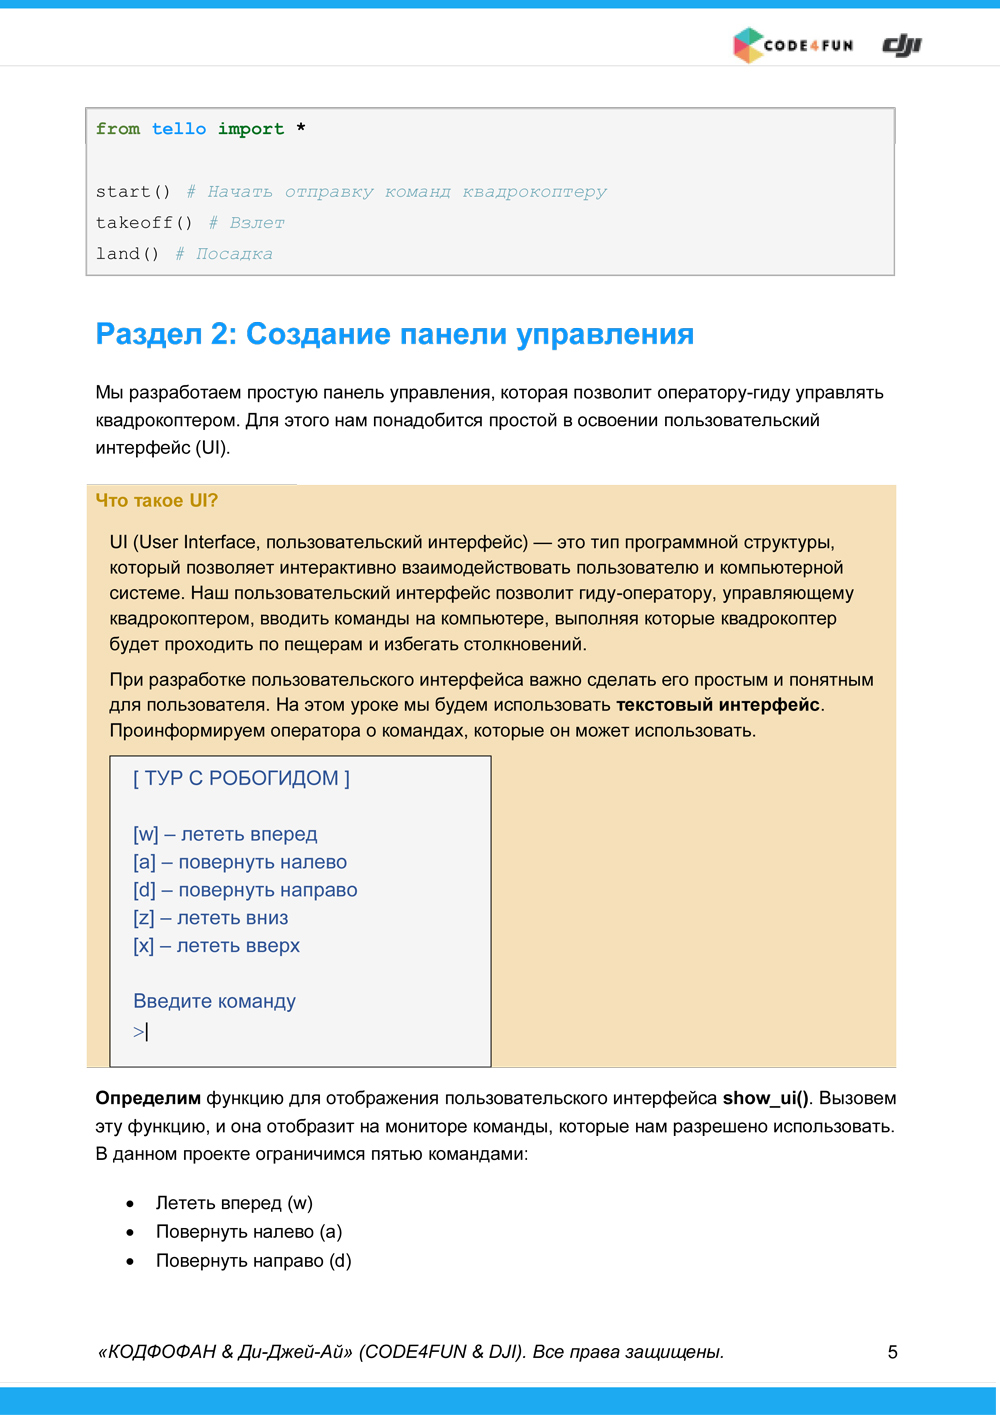 CODE4FUN dji
from tello import *
start() # Начать отправку команд квадрокоптеру
takeoff() # Взлет
land() # Посадка
Раздел 2: Создание панели управления
Мы разработаем простую панель управления, которая позволит оператору-гиду управлять
квадрокоптером. Для этого нам понадобится простой в освоении пользовательский
интерфейс (UI).
Что такое UI?
UI (User Interface, пользовательский интерфейс) — это тип программной структуры,
который позволяет интерактивно взаимодействовать пользователю и компьютерной
системе. Наш пользовательский интерфейс позволит гиду-оператору, управляющему
квадрокоптером, вводить команды на компьютере, выполняя которые квадрокоптер
будет проходить по пещерам и избегать столкновений.
При разработке пользовательского интерфейса важно сделать его простым и понятным
для пользователя. На этом уроке мы будем использовать текстовый интерфейс.
Проинформируем оператора о командах, которые он может использовать.
[ ТУР С РОБОГИДОМ ]
[w] – лететь вперед
[a] – повернуть налево
[d] – повернуть направо
[z] – лететь вниз
[x] – лететь вверх
Введите команду
>|
Определим функцию для отображения пользовательского интерфейса show_ui(). Вызовем
эту функцию, и она отобразит на мониторе команды, которые нам разрешено использовать.
В данном проекте ограничимся пятью командами:
• Лететь вперед (w)
• Повернуть налево (a)
• Повернуть направо (d)
«КОДФОФАН & Ди-Джей-Ай» (CODE4FUN & DJI). Все права защищены. 5